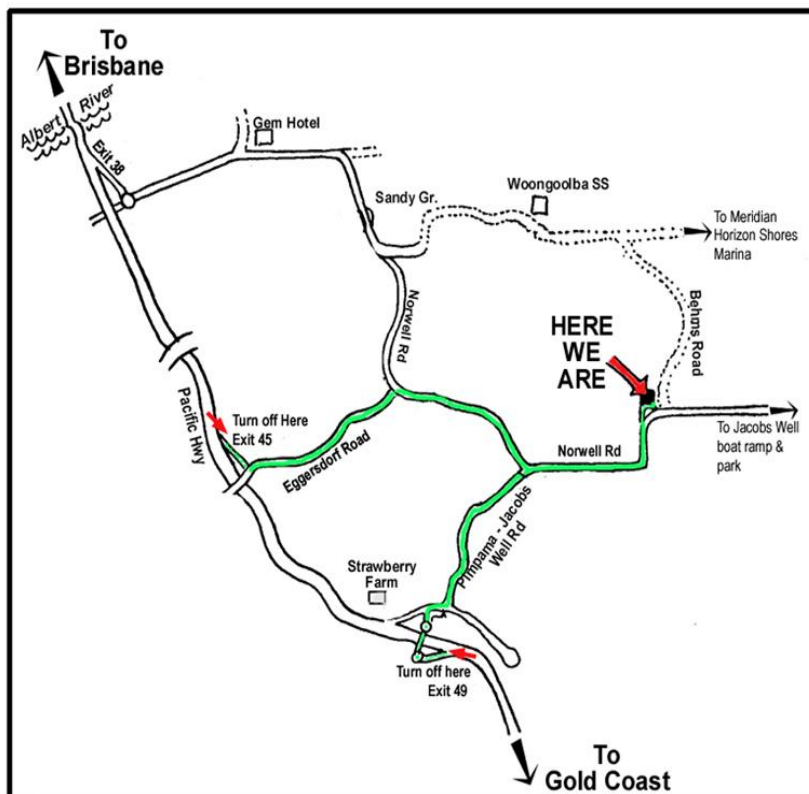 To
Brisbane
Albert River
Exit 38
Gem Hotel
Sandy Gr.
Woongoolba SS
To Meridian
Horizon Shores
Marina
Norwell Rd
Behms Road
HERE
WE
ARE
Pacific Hwy
Turn off Here
Exit 45
Eggersdorf Road
Norwell Rd
To Jacobs Well
boat ramp &
park
Pimpama - Jacobs
Well Rd
Strawberry
Farm
Turn off here
Exit 49
To
Gold Coast